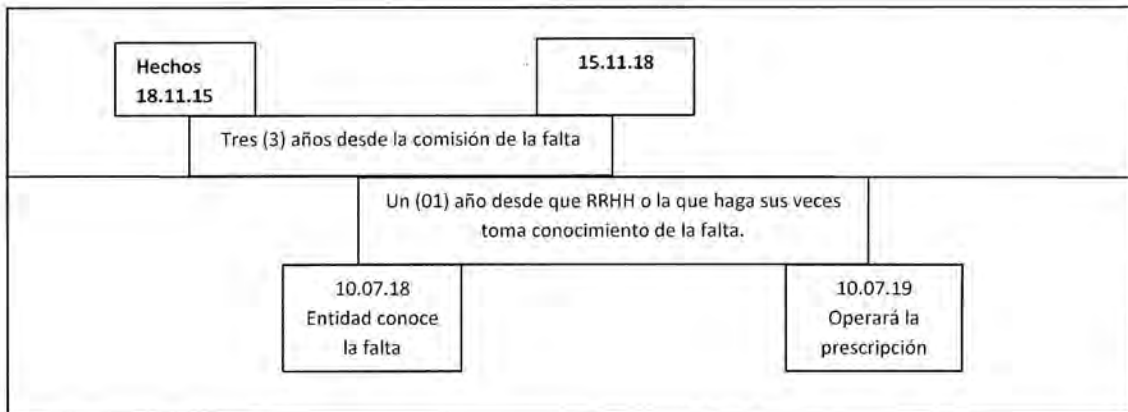 Hechos
18.11.15
15.11.18
Tres (3) años desde la comisión de la falta
Un (01) año desde que RRHH o la que haga sus veces
toma conocimiento de la falta.
10.07.18
Entidad conoce
la falta
10.07.19
Operará la
prescripción